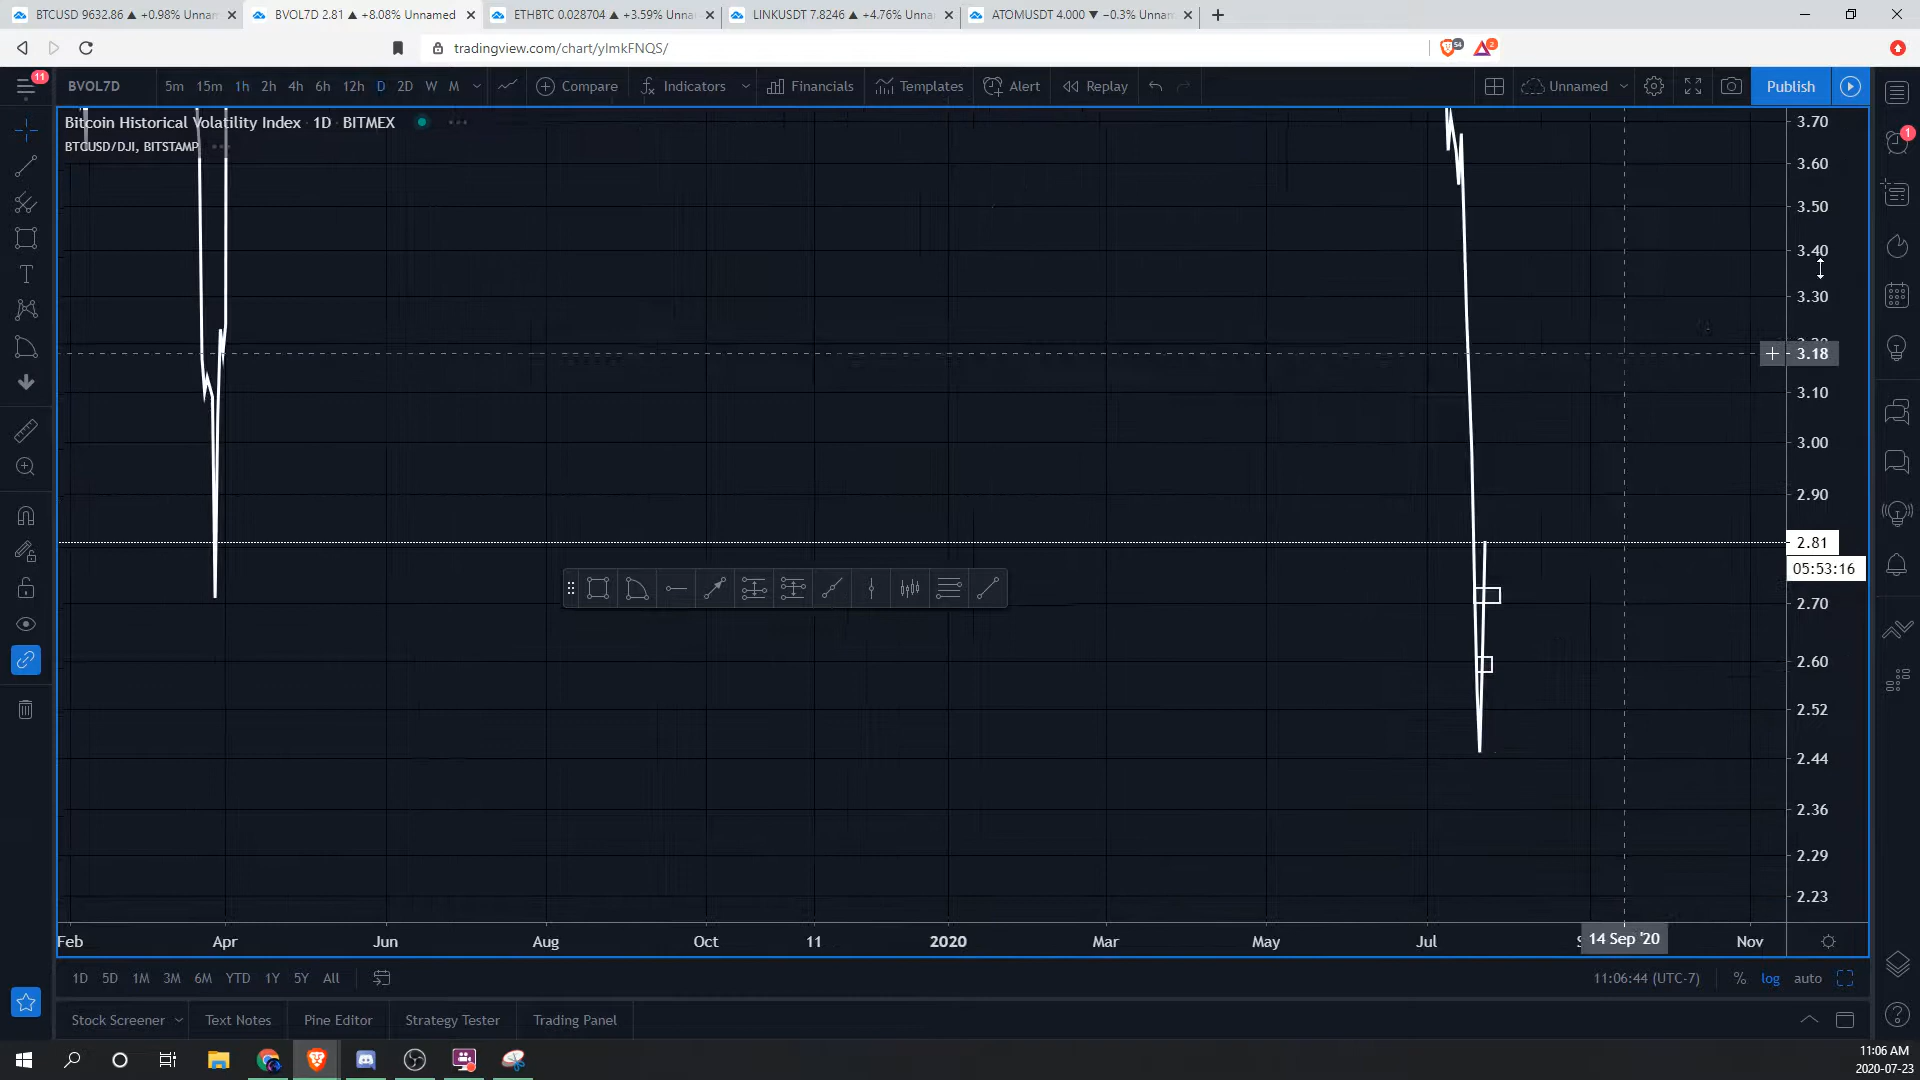 BTCUSD 9632.86 ▲ +0.98% Unnam
BVOL7D 2.81 ▲ +8.08% Unnamed
ETHBTC 0.028704 ▲ +3.59% Unna
LINKUSDT 7.8246 ▲ +4.76% Unna
ATOMUSDT 4.000 ▼ −0.3% Unnam
tradingview.com/chart/yImkFNQS/
54
2
11
BVOL7D
5m 15m 1h 2h 4h 6h 12h D 2D W M
Compare
Indicators
Financials
Templates
Alert
Replay
Unnamed
Publish
1
Bitcoin Historical Volatility Index · 1D · BITMEX
BTCUSD/DJI, BITSTAMP
3.70
3.60
3.50
3.40
3.30
3.18
3.10
3.00
2.90
2.81
05:53:16
2.70
2.60
2.52
2.44
2.36
2.29
2.23
Feb Apr Jun Aug Oct 11 2020 Mar May Jul 14 Sep '20 Nov
1D 5D 1M 3M 6M YTD 1Y 5Y All
11:06:44 (UTC-7) % log auto
Stock Screener Text Notes Pine Editor Strategy Tester Trading Panel
11:06 AM
2020-07-23